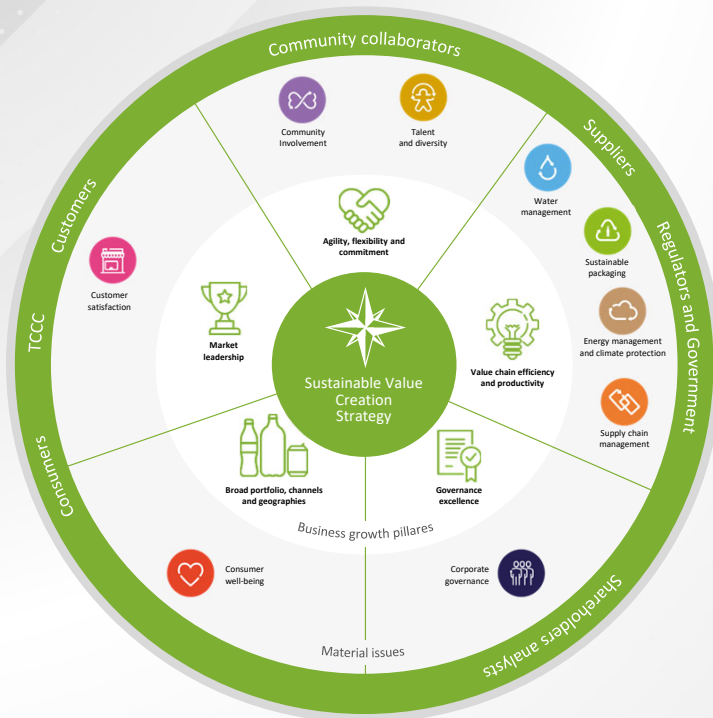 Community collaborators
Suppliers
Regulators and Government
Shareholders analysts
Consumers
TCCC
Customers
Community
Involvement
Talent
and diversity
Water
management
Sustainable
packaging
Energy management
and climate protection
Supply chain
management
Corporate
governance
Consumer
well-being
Customer
satisfaction
Agility, flexibility and
commitment
Market
leadership
Value chain efficiency
and productivity
Sustainable Value
Creation
Strategy
Broad portfolio, channels
and geographies
Governance
excellence
Business growth pillares
Material issues